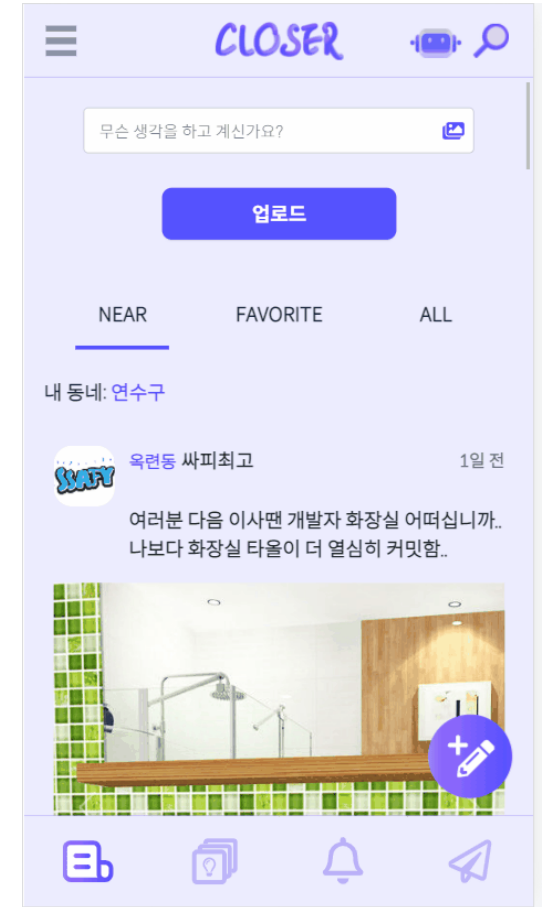 CLOSER
무슨 생각을 하고 계신가요?
업로드
NEAR FAVORITE ALL
내 동네: 연수구
SSAFY
옥련동 싸피최고 1일 전
여러분 다음 이사땐 개발자 화장실 어떠십니까..
나보다 화장실 타올이 더 열심히 커밋함..